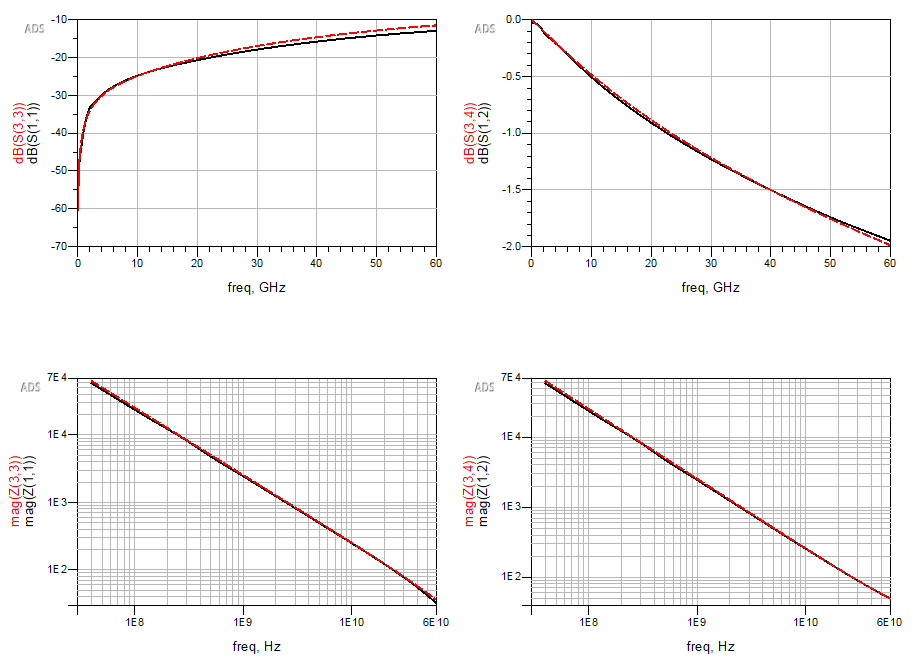 ADS
dB(S(3,3))
dB(S(1,1))
-10
-20
-30
-40
-50
-60
-70
0 10 20 30 40 50 60
freq, GHz
ADS
dB(S(3,4))
dB(S(1,2))
0.0
-0.5
-1.0
-1.5
-2.0
0 10 20 30 40 50 60
freq, GHz
ADS
mag(Z(3,3))
mag(Z(1,1))
7E4
1E4
1E3
1E2
1E8 1E9 1E10 6E10
freq, Hz
ADS
mag(Z(3,4))
mag(Z(1,2))
7E4
1E4
1E3
1E2
1E8 1E9 1E10 6E10
freq, Hz